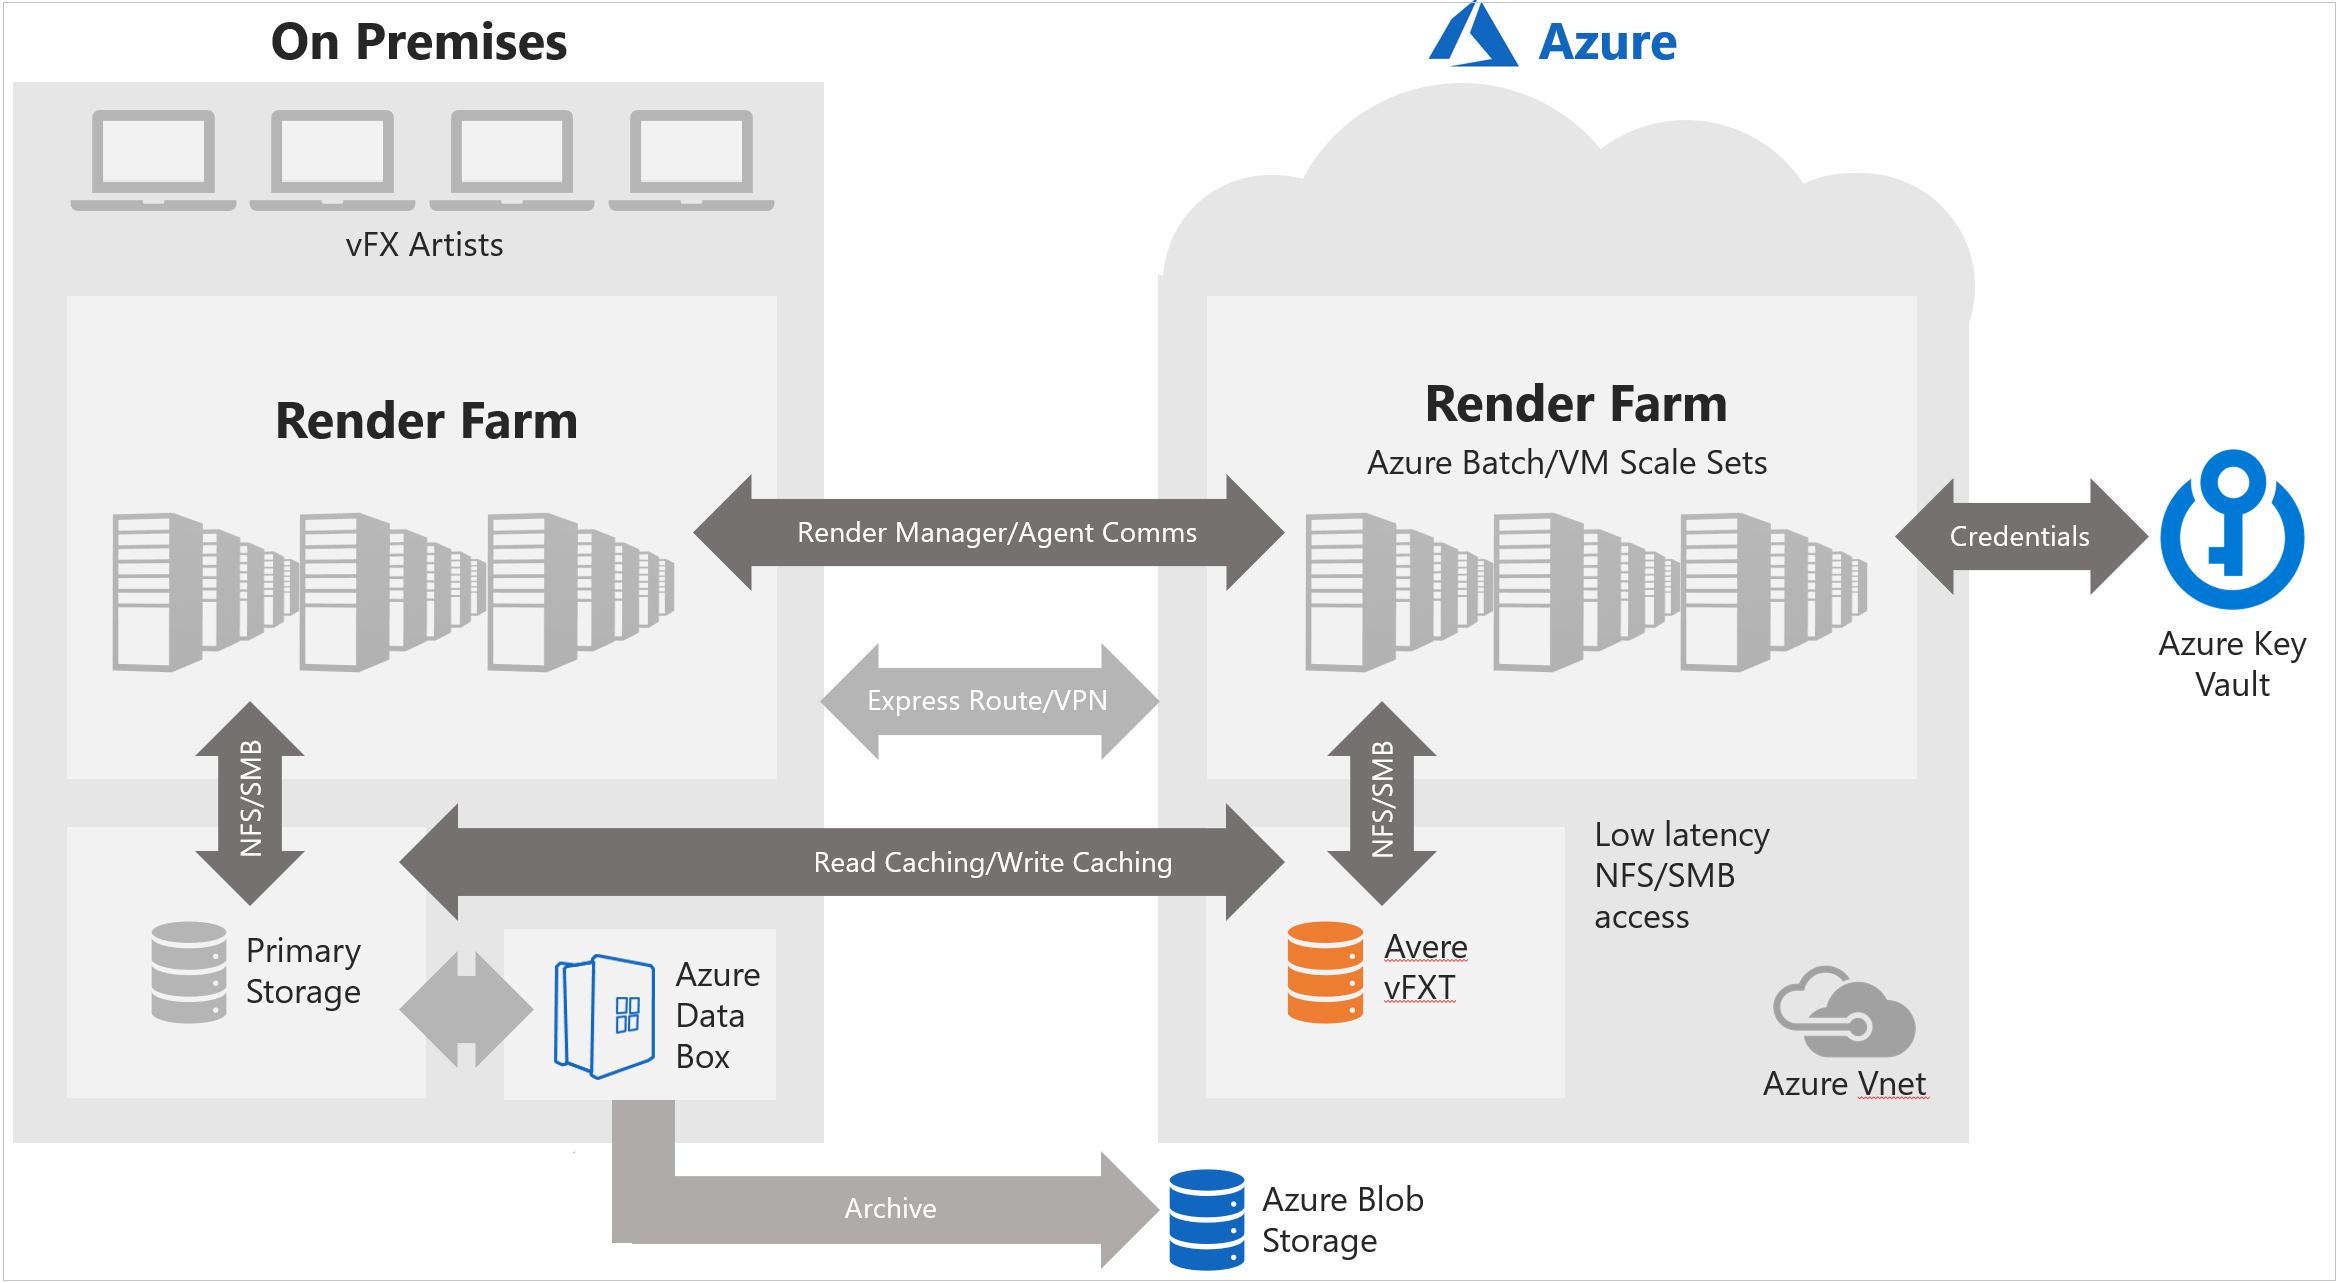 On Premises
Azure
vFX Artists
Render Farm
Render Farm
Azure Batch/VM Scale Sets
Render Manager/Agent Comms
Credentials
Azure Key
Vault
Express Route/VPN
NFS/SMB
NFS/SMB
Read Caching/Write Caching
Low latency
NFS/SMB
access
Primary
Storage
Azure
Data
Box
Avere
vFXT
Azure Vnet
Archive
Azure Blob
Storage